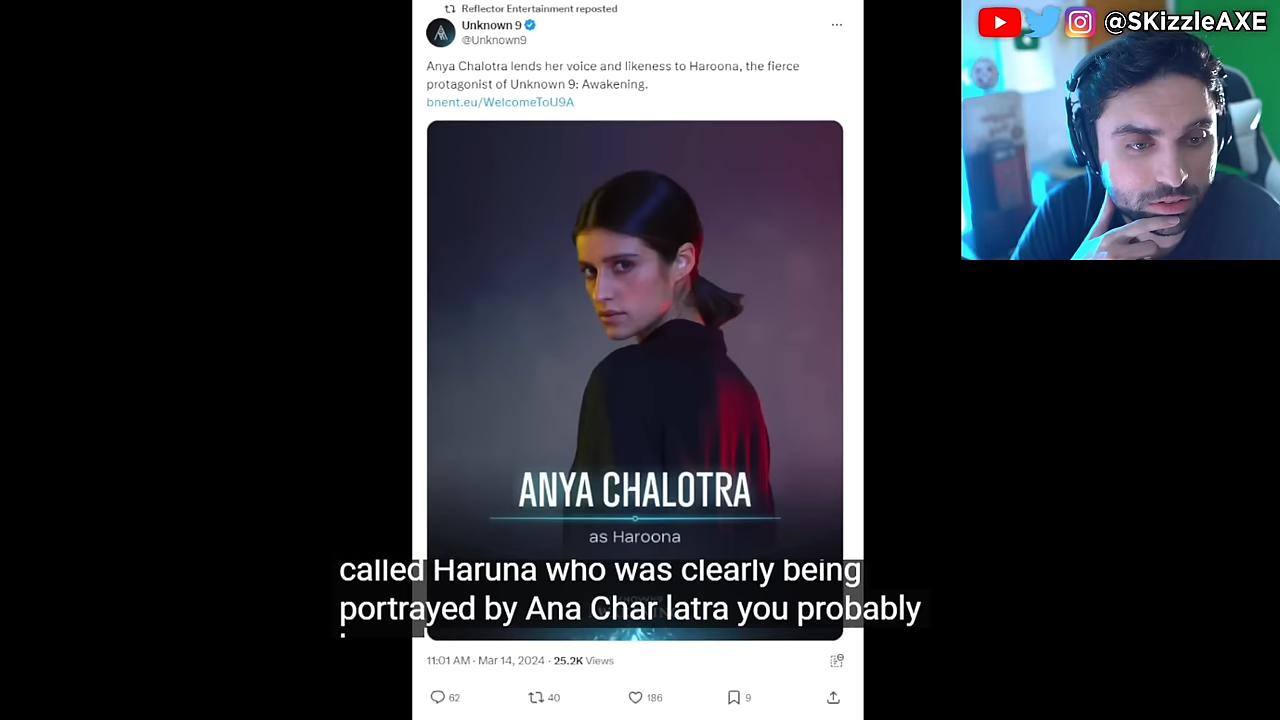 Reflector Entertainment reposted
Unknown 9
@Unknown9
Anya Chalotra lends her voice and likeness to Haroona, the fierce
protagonist of Unknown 9: Awakening.
bnent.eu/WelcomeToU9A
@SKizzleAXE
ANYA CHALOTRA
as Haroona
called Haruna who was clearly being
portrayed by Ana Char latra you probably
11:01 AM · Mar 14, 2024 · 25.2K Views
62 40 186 9